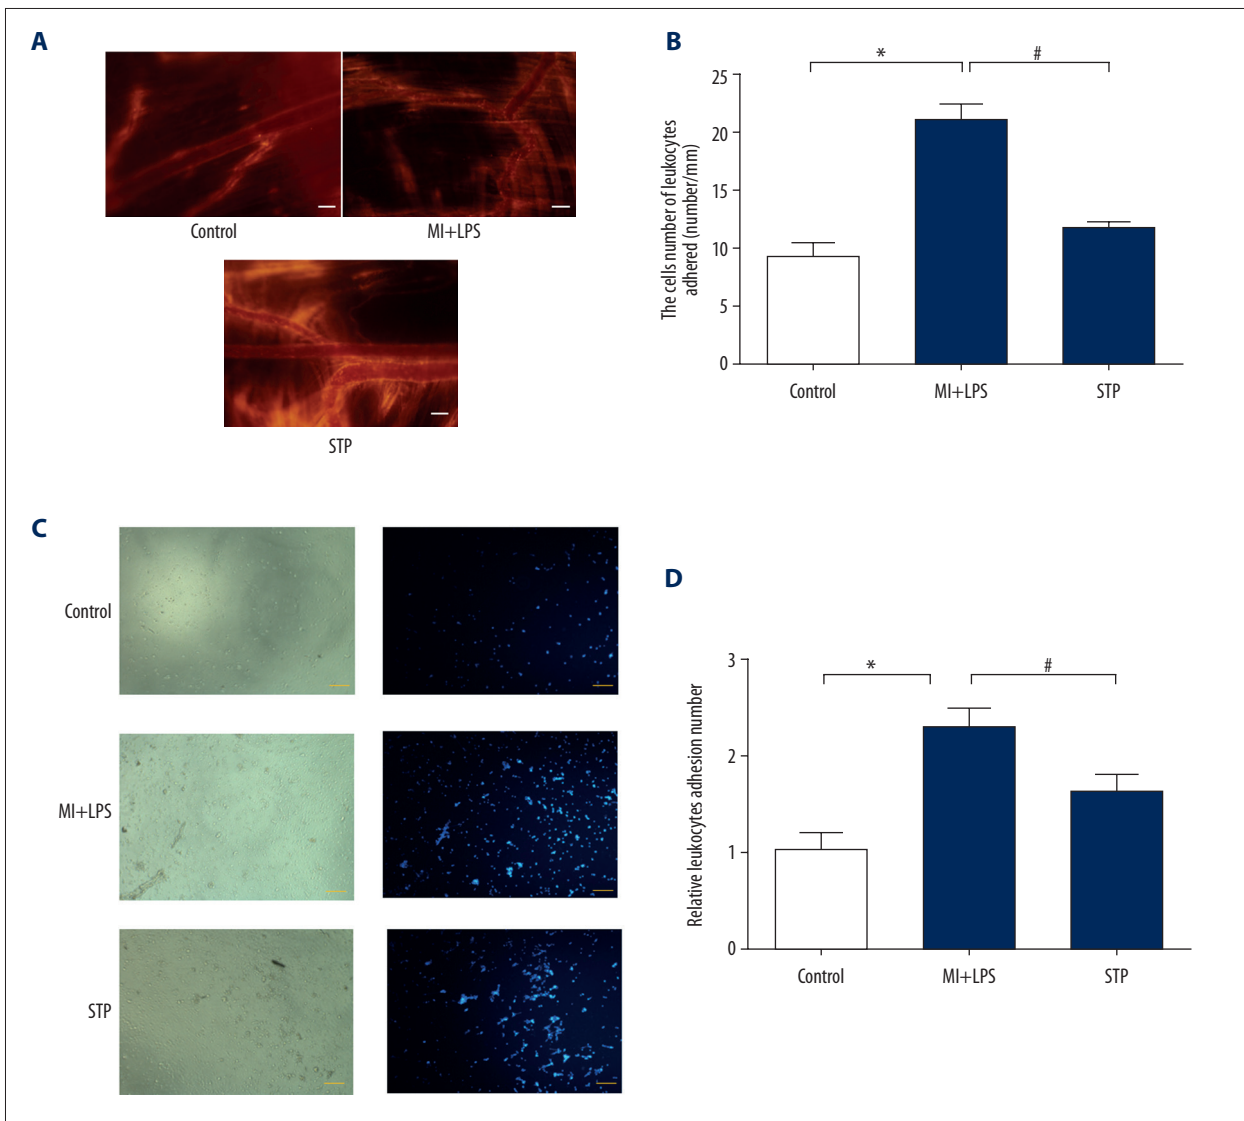 A
Control
MI+LPS
STP
B
*
#
The cells number of leukocytes
adhered (number/mm)
25
20
15
10
5
0
Control
MI+LPS
STP
C
Control
MI+LPS
STP
D
*
#
Relative leukocytes adhesion number
3
2
1
0
Control
MI+LPS
STP